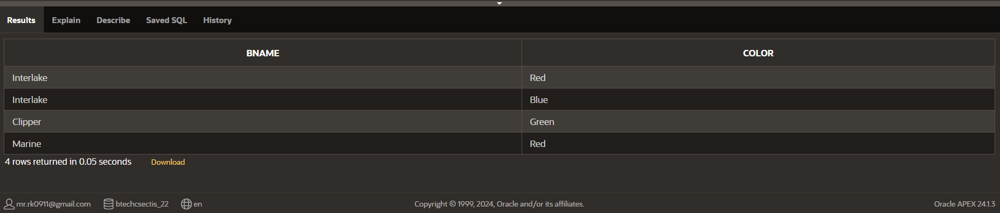 Results Explain Describe Saved SQL History
BNAME COLOR
Interlake Red
Interlake Blue
Clipper Green
Marine Red
4 rows returned in 0.05 seconds Download
mr.rk0911@gmail.com btechcsectis_22 en Copyright © 1999, 2024, Oracle and/or its affiliates. Oracle APEX 24.1.3